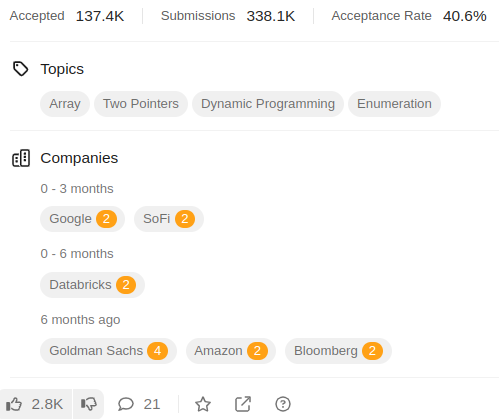 Accepted 137.4K Submissions 338.1K Acceptance Rate 40.6%
Topics
Array Two Pointers Dynamic Programming Enumeration
Companies
0 - 3 months
Google 2 SoFi 2
0 - 6 months
Databricks 2
6 months ago
Goldman Sachs 4 Amazon 2 Bloomberg 2
2.8K 21 ?